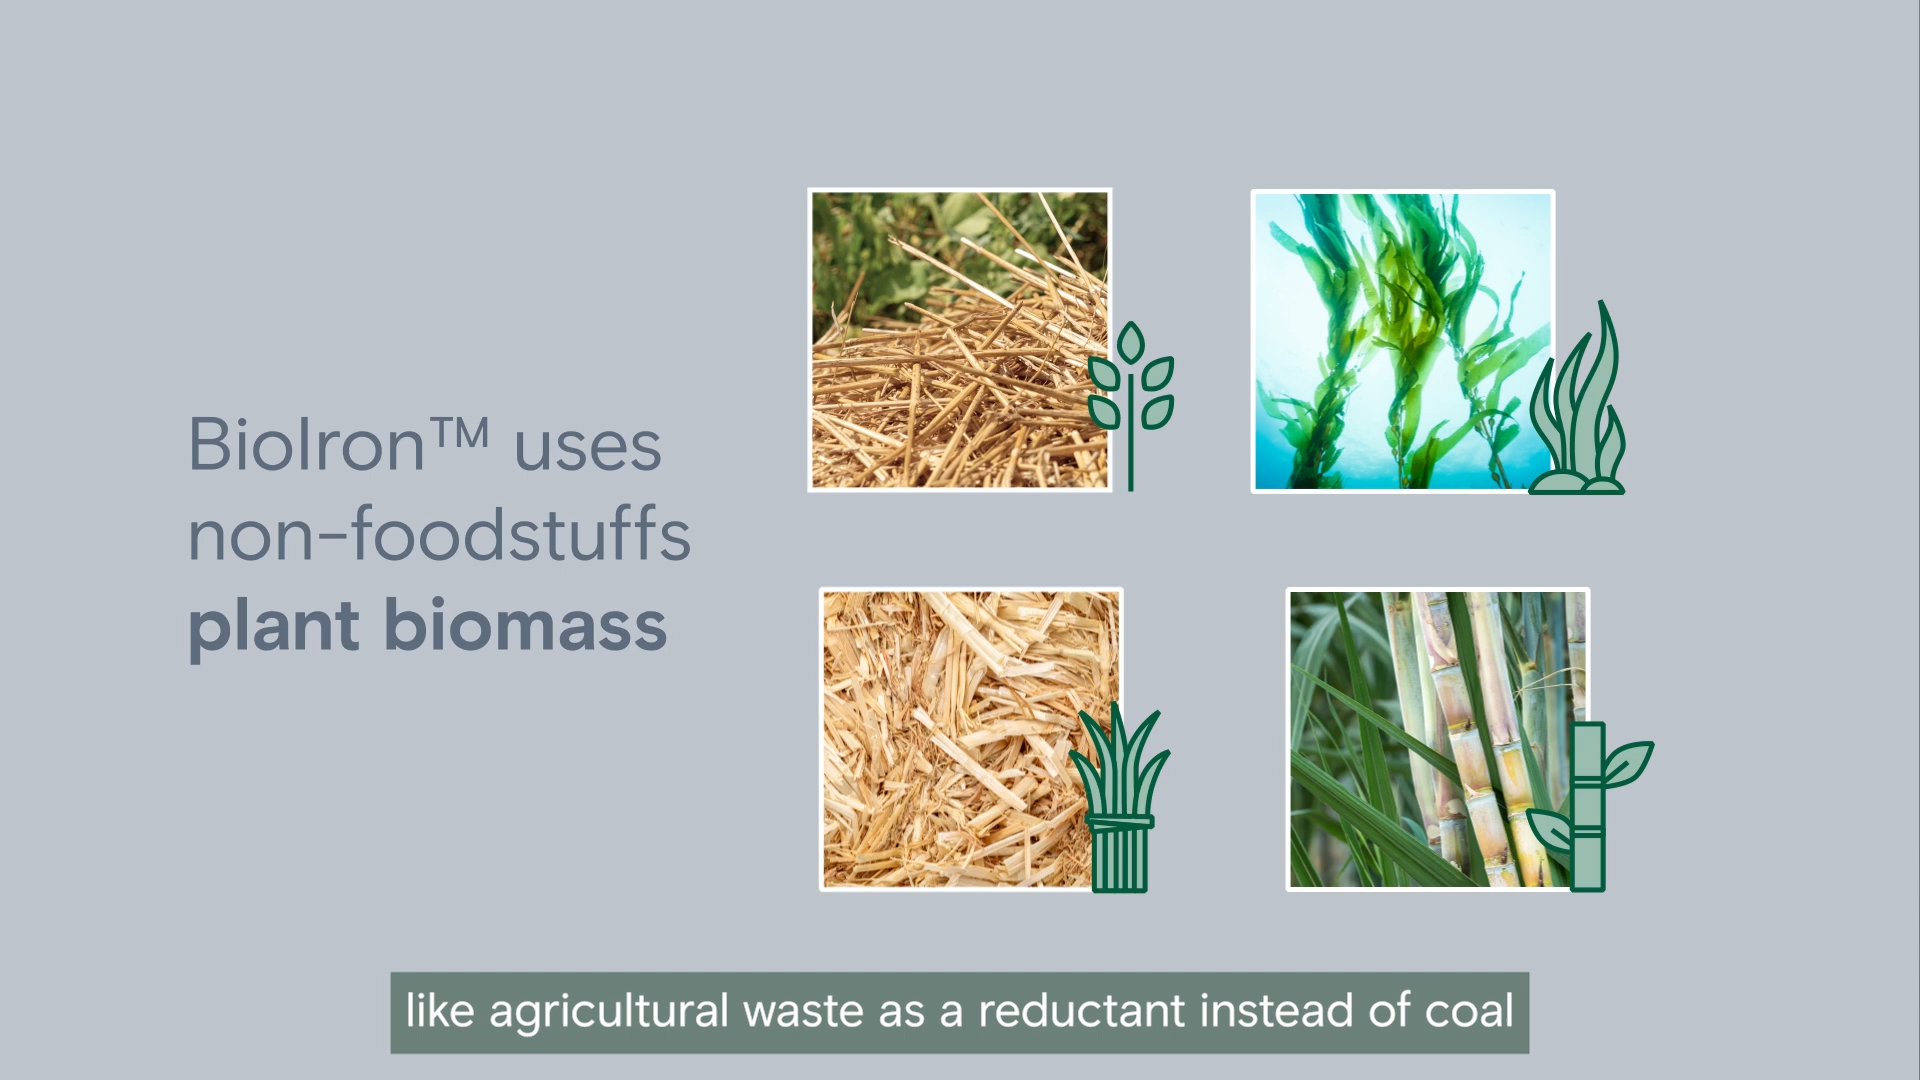 BioIron™ uses
non-foodstuffs
plant biomass
like agricultural waste as a reductant instead of coal